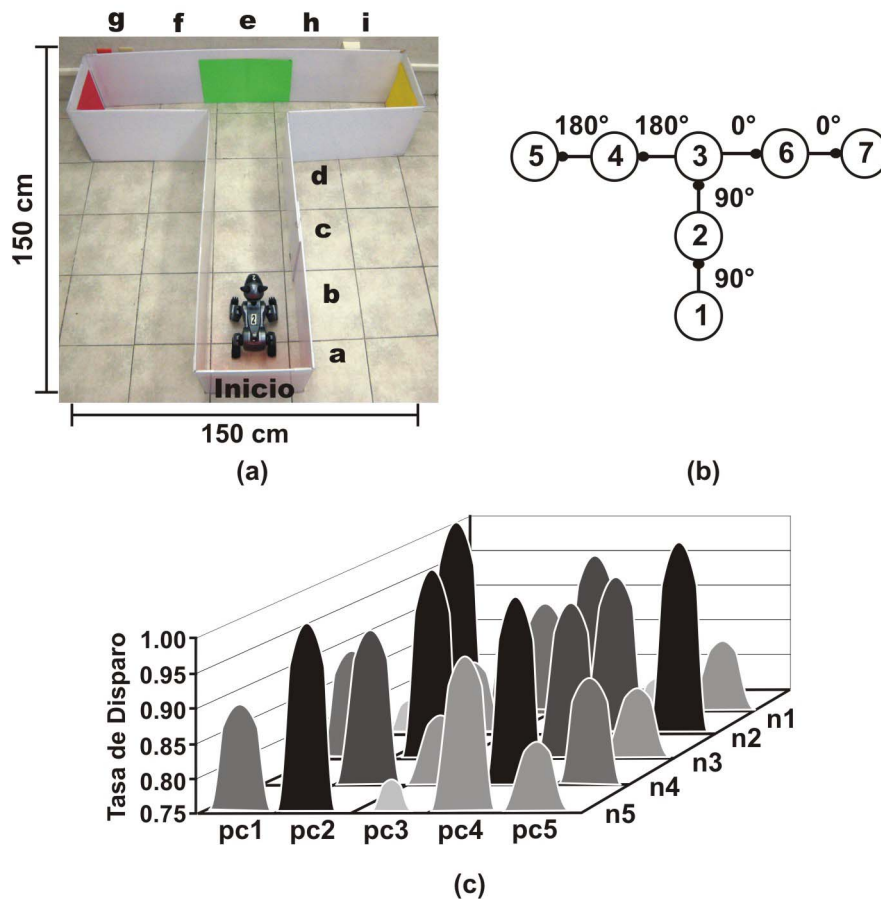 g f e h i
d
c
b
a
Inicio
150 cm
150 cm
(a)
180° 180° 0° 0°
5 4 3 6 7
90°
2
90°
1
(b)
Tasa de Disparo
1.00
0.95
0.90
0.85
0.80
0.75
pc1 pc2 pc3 pc4 pc5
n5 n4 n3 n2 n1
(c)